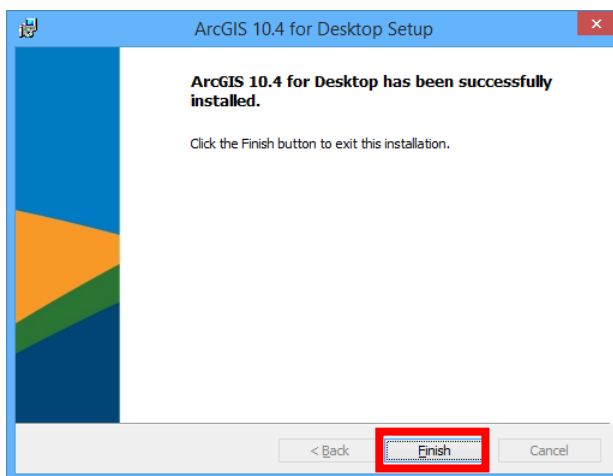 ArcGIS 10.4 for Desktop Setup
ArcGIS 10.4 for Desktop has been successfully
installed.
Click the Finish button to exit this installation.
< Back Finish Cancel